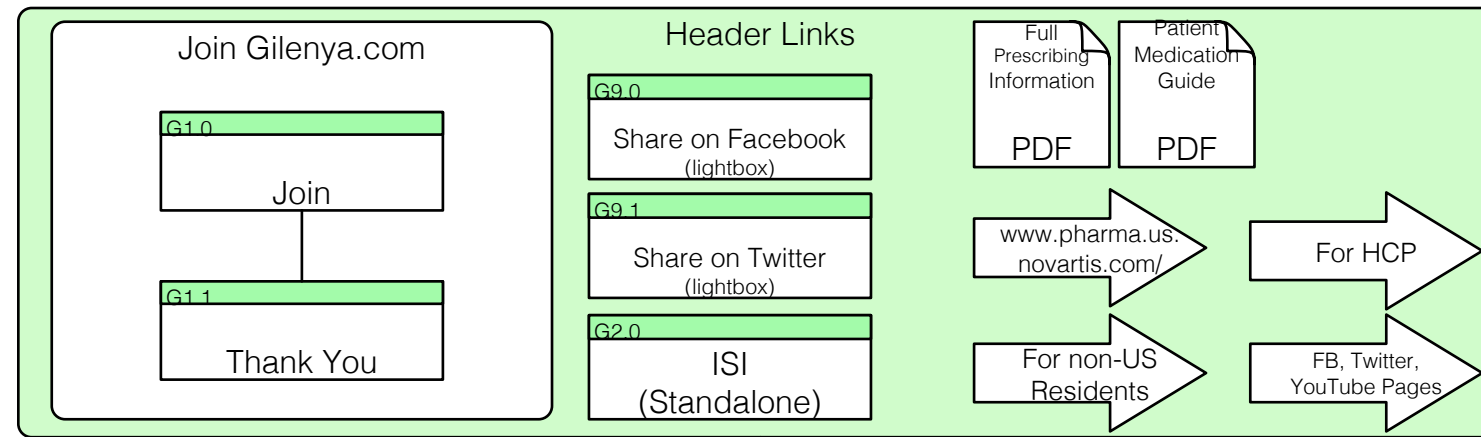 Join Gilenya.com
G1.0
Join
G1.1
Thank You
Header Links
G9.0
Share on Facebook
(lightbox)
G9.1
Share on Twitter
(lightbox)
G2.0
ISI
(Standalone)
Full
Prescribing
Information
PDF
Patient
Medication
Guide
PDF
www.pharma.us.
novartis.com/
For HCP
For non-US
Residents
FB, Twitter,
YouTube Pages